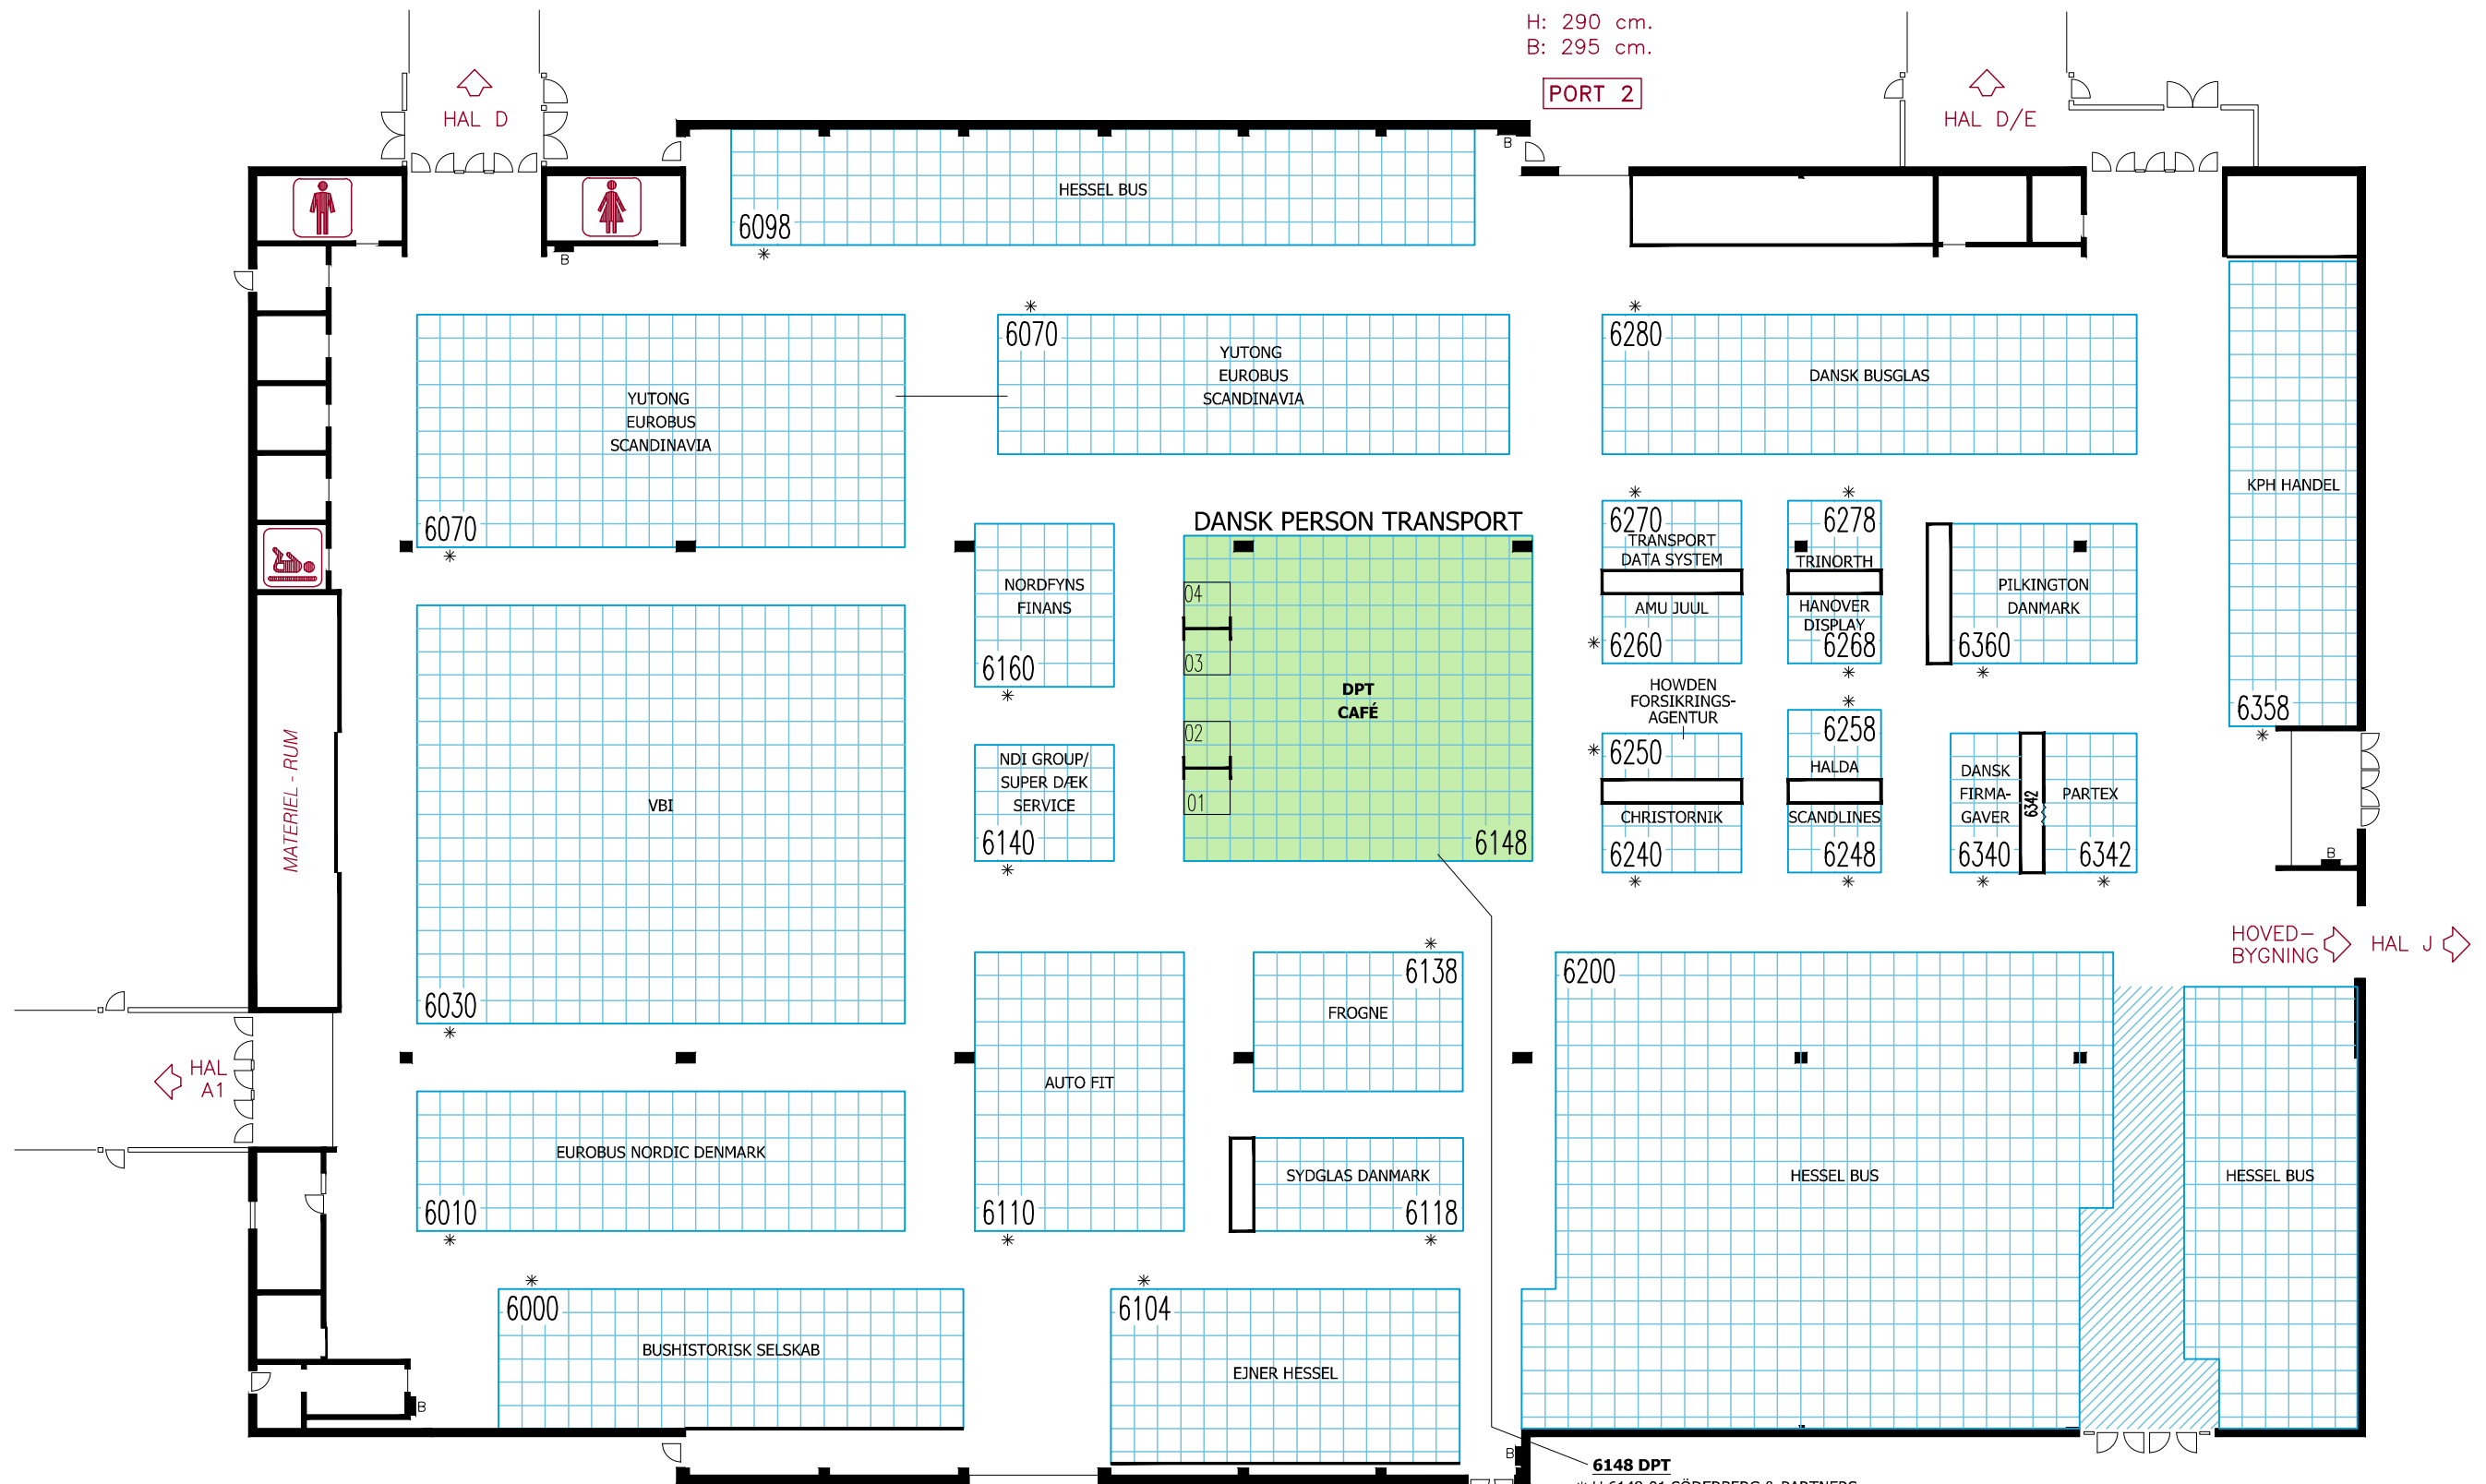 H: 290 cm.
B: 295 cm.
PORT 2
HAL D
HAL D/E
B
HESSEL BUS
6098
*
B
*
6070
YUTONG
EUROBUS
SCANDINAVIA
*
6280
DANSK BUSGLAS
YUTONG
EUROBUS
SCANDINAVIA
6070
*
KPH HANDEL
6358
*
DANSK PERSON TRANSPORT
NORDFYNS
FINANS
6160
*
04
03
02
01
DPT
CAFÉ
6148
*
6270
TRANSPORT
DATA SYSTEM
AMU JUUL
* 6260
*
6278
TRINORTH
HANOVER
DISPLAY
6268
*
PILKINGTON
DANMARK
6360
*
MATERIEL - RUM
VBI
6030
*
NDI GROUP/
SUPER DÆK
SERVICE
6140
*
HOWDEN
FORSIKRINGS-
AGENTUR
* 6250
CHRISTORNIK
6240
*
*
6258
HALDA
SCANDLINES
6248
*
DANSK
FIRMA-
GAVER
6340
*
6342
PARTEX
6342
*
B
HOVED-
BYGNING
HAL J
HAL
A1
AUTO FIT
6110
*
*
6138
FROGNE
SYDGLAS DANMARK
6118
*
6200
HESSEL BUS
HESSEL BUS
EUROBUS NORDIC DENMARK
6010
*
*
6000
BUSHISTORISK SELSKAB
*
6104
EJNER HESSEL
B
B
6148 DPT
* U 6148-01 SÖDERBERG & PARTNERS